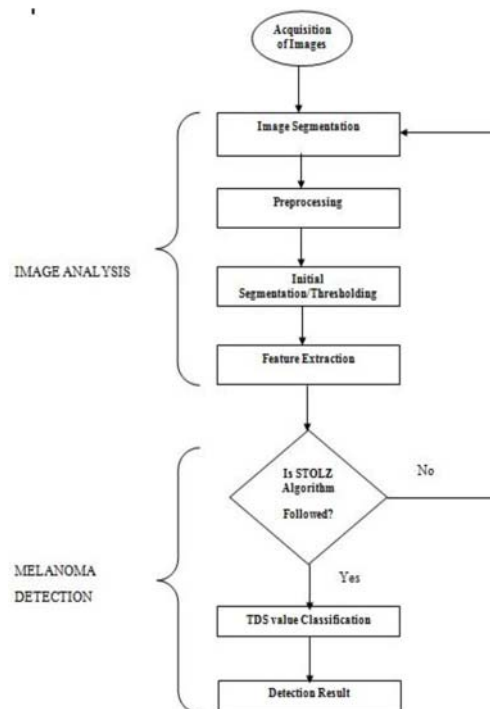 Acquisition
of Images
Image Segmentation
Preprocessing
IMAGE ANALYSIS
Initial
Segmentation/Thresholding
Feature Extraction
Is STOLZ
Algorithm
Followed?
No
MELANOMA
DETECTION
Yes
TDS value Classification
Detection Result